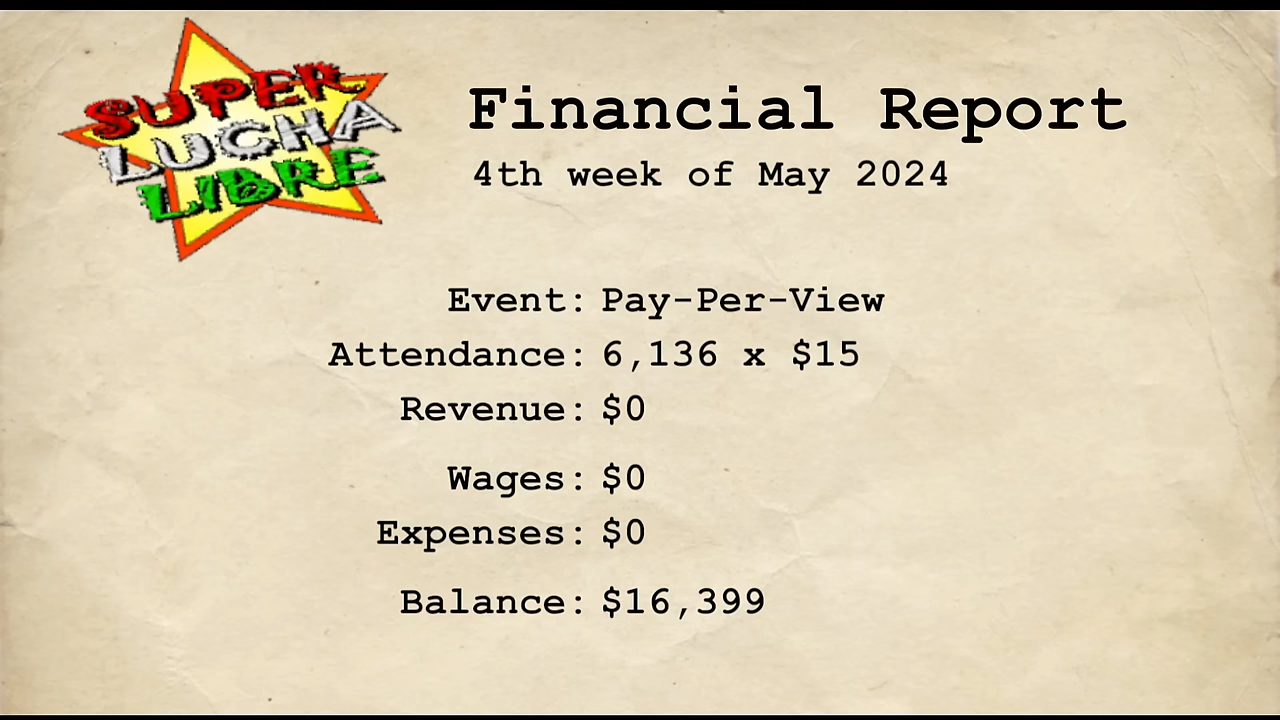 SUPER
LUCHA
LIBRE
Financial Report
4th week of May 2024
Event: Pay-Per-View
Attendance: 6,136 x $15
Revenue: $0
Wages: $0
Expenses: $0
Balance: $16,399